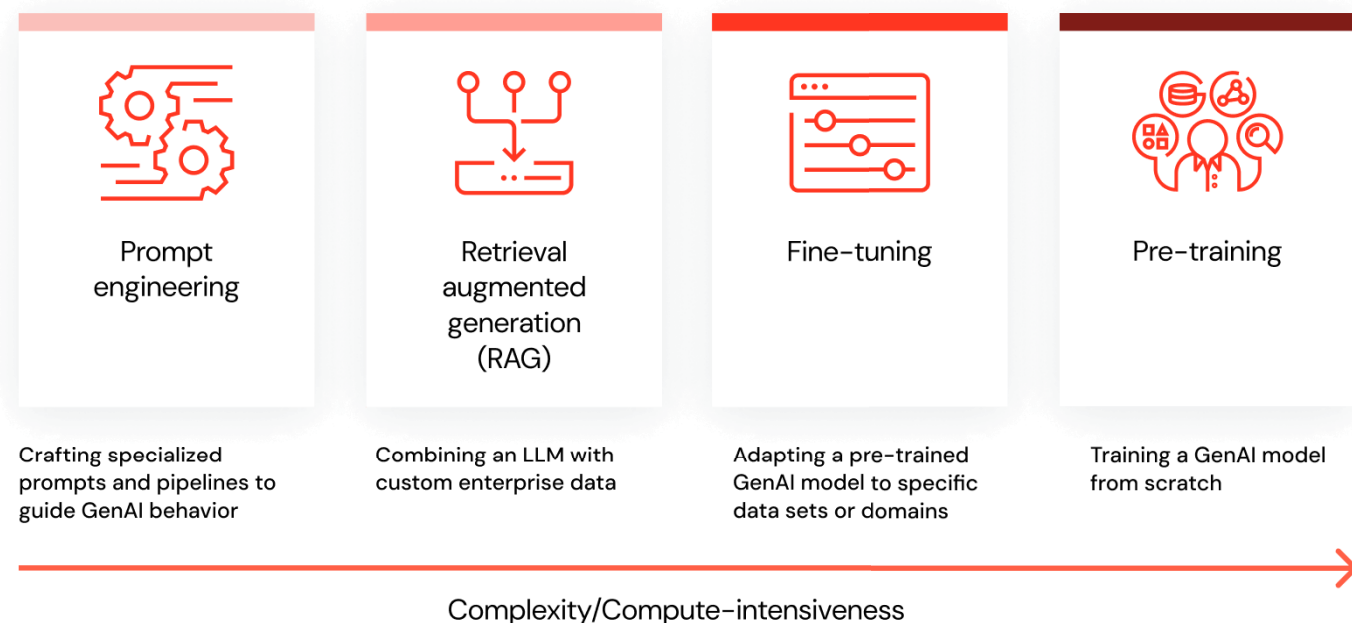 Prompt
engineering
Retrieval
augmented
generation
(RAG)
Fine-tuning
Pre-training
Crafting specialized
prompts and pipelines to
guide GenAI behavior
Combining an LLM with
custom enterprise data
Adapting a pre-trained
GenAI model to specific
data sets or domains
Training a GenAI model
from scratch
Complexity/Compute-intensiveness